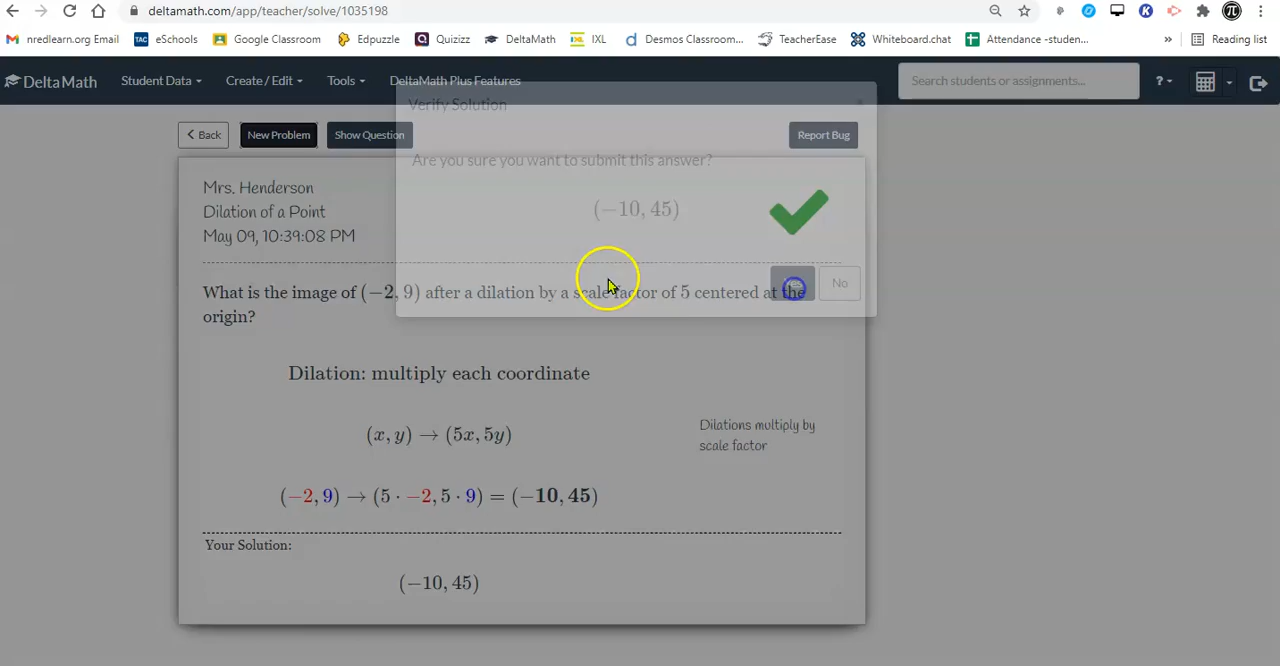 deltamath.com/app/teacher/solve/1035198
nredlearn.org Email eSchools Google Classroom Edpuzzle Quizizz DeltaMath IXL Desmos Classroom... TeacherEase Whiteboard.chat Attendance -studen... » Reading list
DeltaMath Student Data Create / Edit Tools DeltaMath Plus Features Search students or assignments... ?
Verify Solution ×
Back New Problem Show Question Report Bug
Are you sure you want to submit this answer?
(−10, 45)
No
Mrs. Henderson
Dilation of a Point
May 09, 10:39:08 PM
What is the image of (−2, 9) after a dilation by a scale factor of 5 centered at the
origin?
Dilation: multiply each coordinate
(x, y) → (5x, 5y)
Dilations multiply by
scale factor
(−2, 9) → (5 · −2, 5 · 9) = (−10, 45)
Your Solution:
(−10, 45)